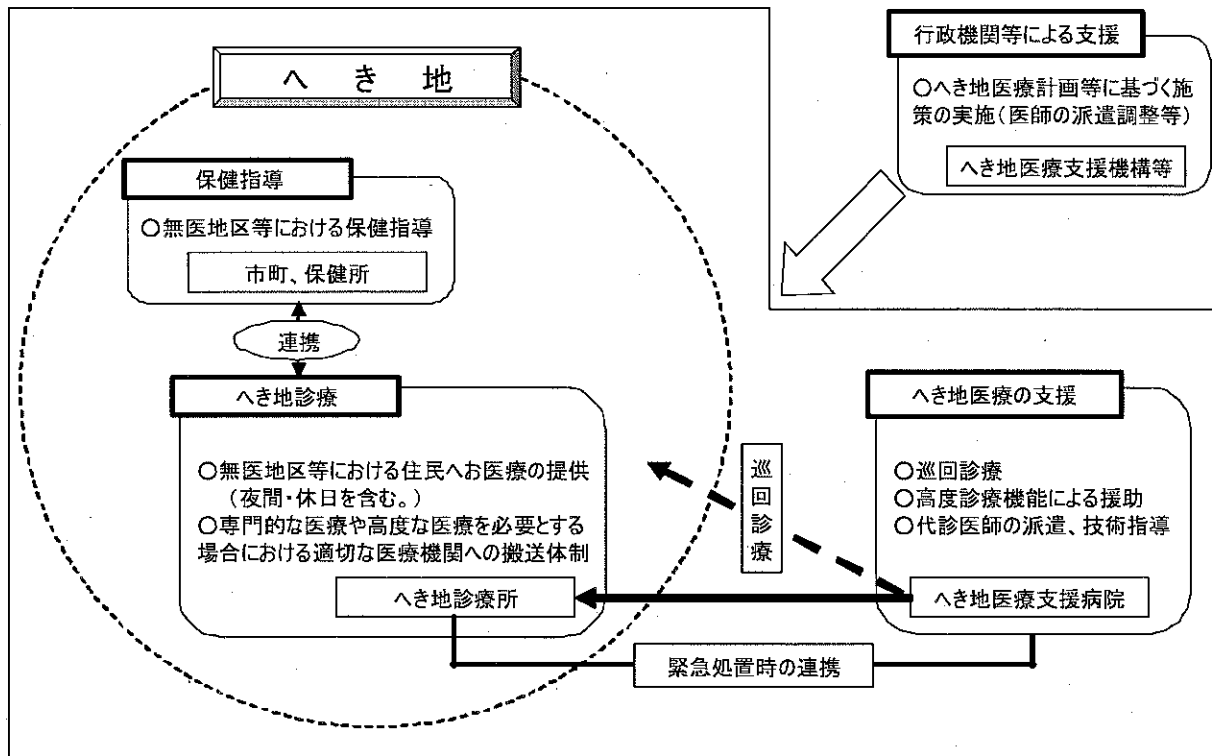 へ き 地
行政機関等による支援
○へき地医療計画等に基づく施
策の実施(医師の派遣調整等)
へき地医療支援機構等
保健指導
○無医地区等における保健指導
市町、保健所
連携
へき地診療
○無医地区等における住民へお医療の提供
(夜間・休日を含む。)
○専門的な医療や高度な医療を必要とする
場合における適切な医療機関への搬送体制
へき地診療所
巡回診療
へき地医療の支援
○巡回診療
○高度診療機能による援助
○代診医師の派遣、技術指導
へき地医療支援病院
緊急処置時の連携